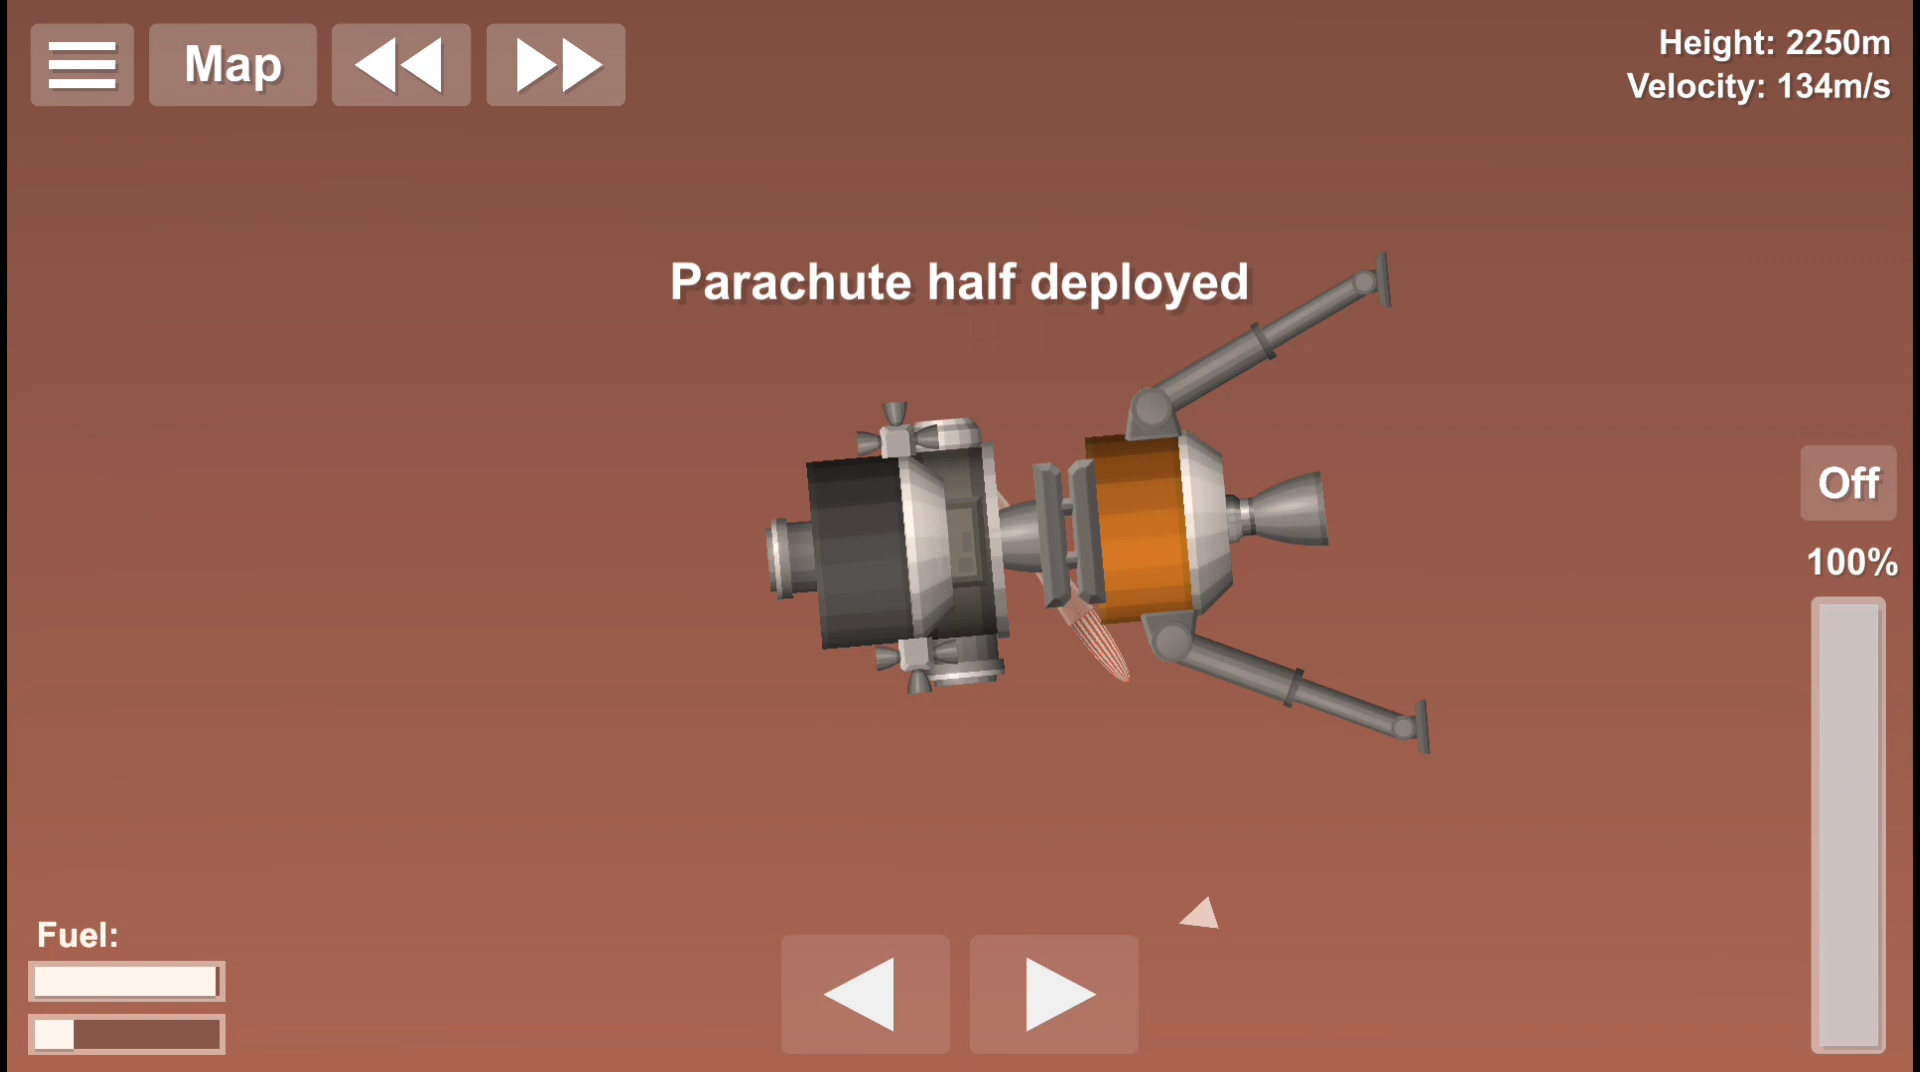 Map
Height: 2250m
Velocity: 134m/s
Parachute half deployed
Off
100%
Fuel: